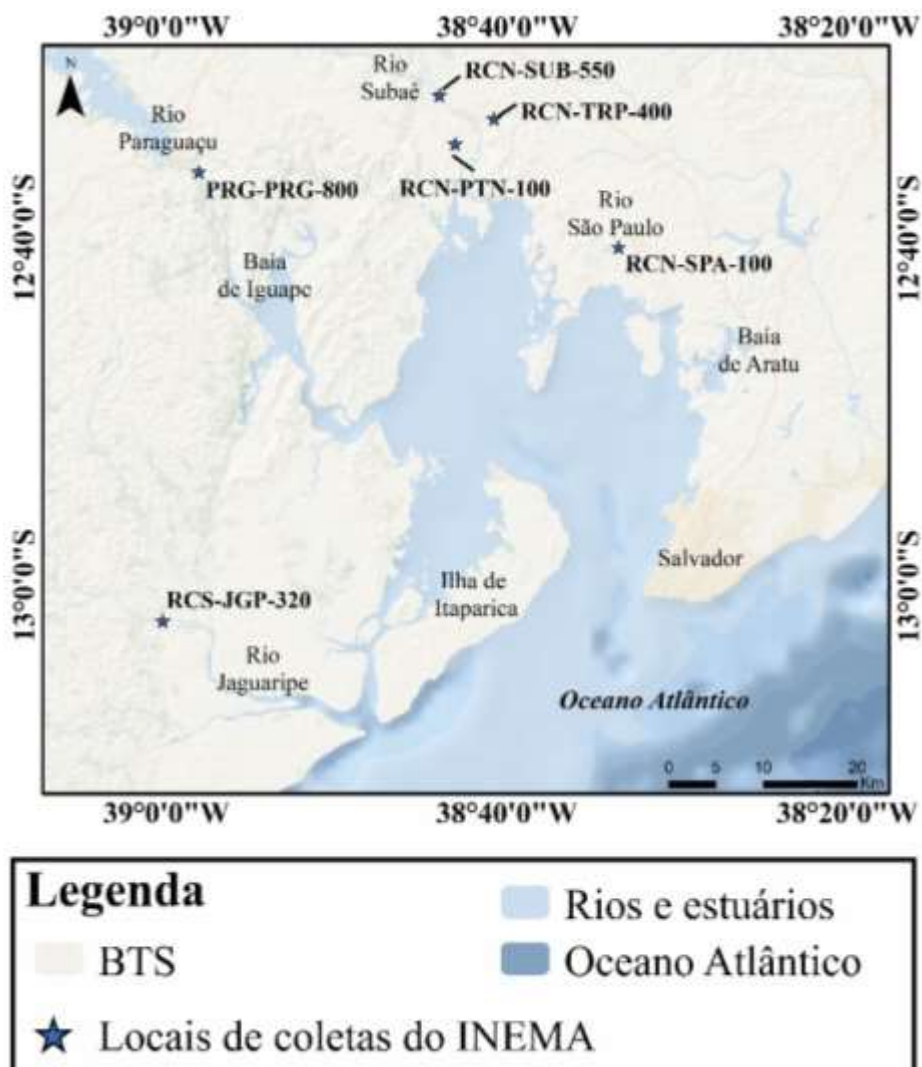 39°0'0"W
38°40'0"W
38°20'0"W
N
Rio
Subaé
RCN-SUB-550
RCN-TRP-400
Rio
Paraguaçu
PRG-PRG-800
RCN-PTN-100
Rio
São Paulo
RCN-SPA-100
12°40'0"S
12°40'0"S
Baia
de Iguape
Baía
de Aratu
Salvador
13°0'0"S
13°0'0"S
RCS-JGP-320
Ilha de
Itaparica
Rio
Jaguaripe
Oceano Atlântico
0 5 10 20
Km
39°0'0"W
38°40'0"W
38°20'0"W
Legenda
BTS
Rios e estuários
Oceano Atlântico
Locais de coletas do INEMA